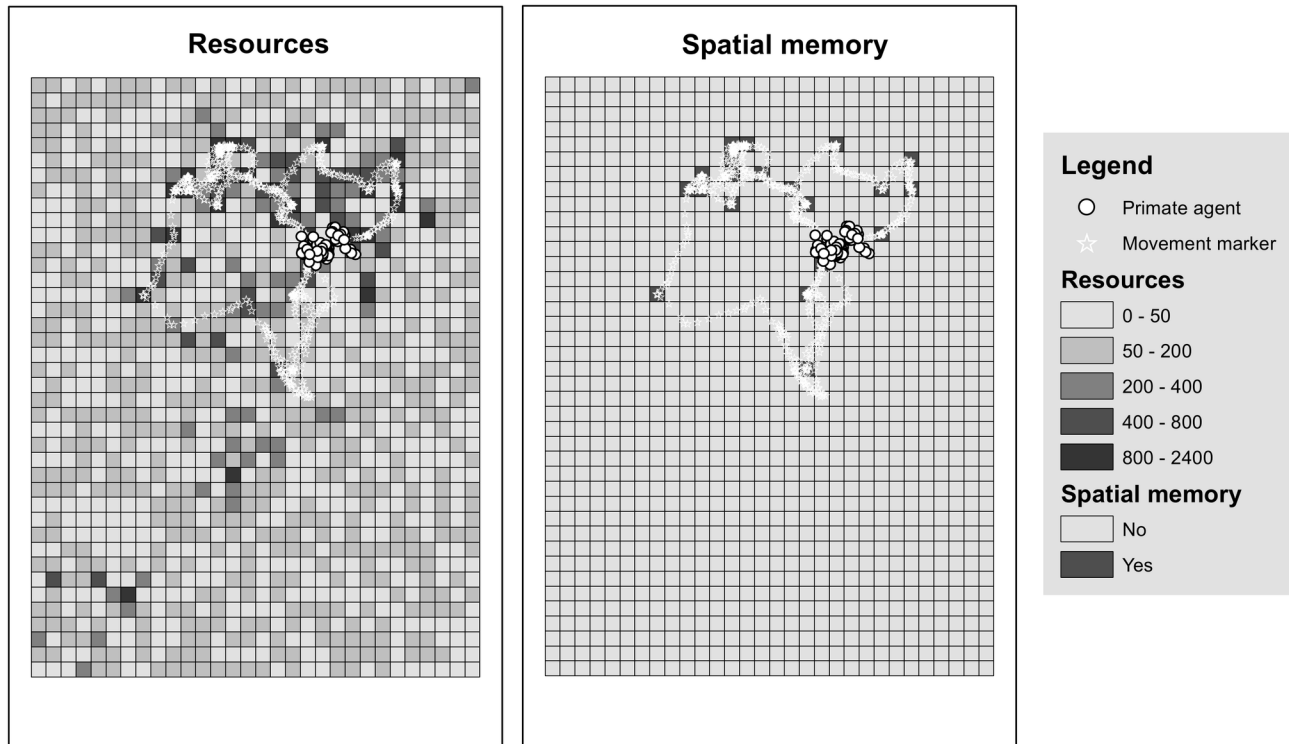 Resources
Spatial memory
Legend
Primate agent
Movement marker
Resources
0 - 50
50 - 200
200 - 400
400 - 800
800 - 2400
Spatial memory
No
Yes